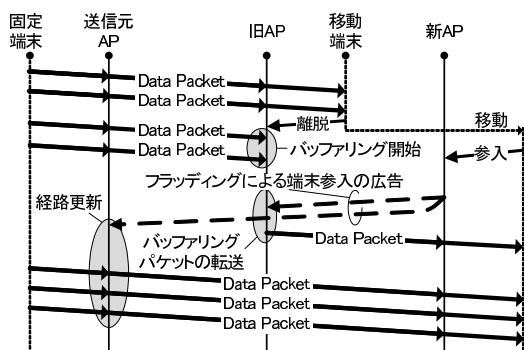 固定
端末
送信元
AP
旧AP
移動
端末
新AP
Data Packet
Data Packet
離脱
移動
Data Packet
Data Packet
バッファリング開始
参入
フラッディングによる端末参入の広告
経路更新
バッファリング
パケットの転送
Data Packet
Data Packet
Data Packet
Data Packet